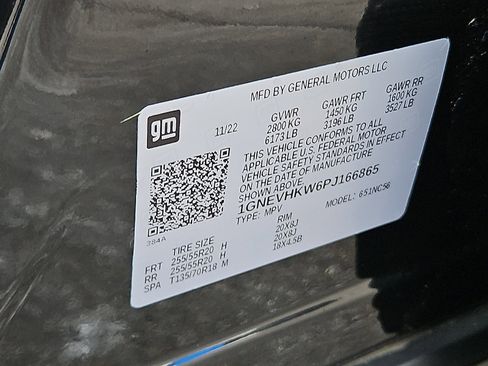 MFD BY GENERAL MOTORS LLC
gm
11/22
GVWR GAWR FRT GAWR RR
2800 KG 1450 KG 1600 KG
6173 LB 3196 LB 3527 LB
THIS VEHICLE CONFORMS TO ALL
APPLICABLE U.S. FEDERAL MOTOR
VEHICLE SAFETY STANDARDS IN EFFECT
ON THE DATE OF MANUFACTURE
SHOWN ABOVE
1GNEVHKW6PJ166865
TYPE: MPV MODEL: 651NC56
384A
TIRE SIZE RIM
FRT 255/55R20 H 20X8J
RR 255/55R20 H 20X8J
SPA T135/70R18 M 18X4.5B